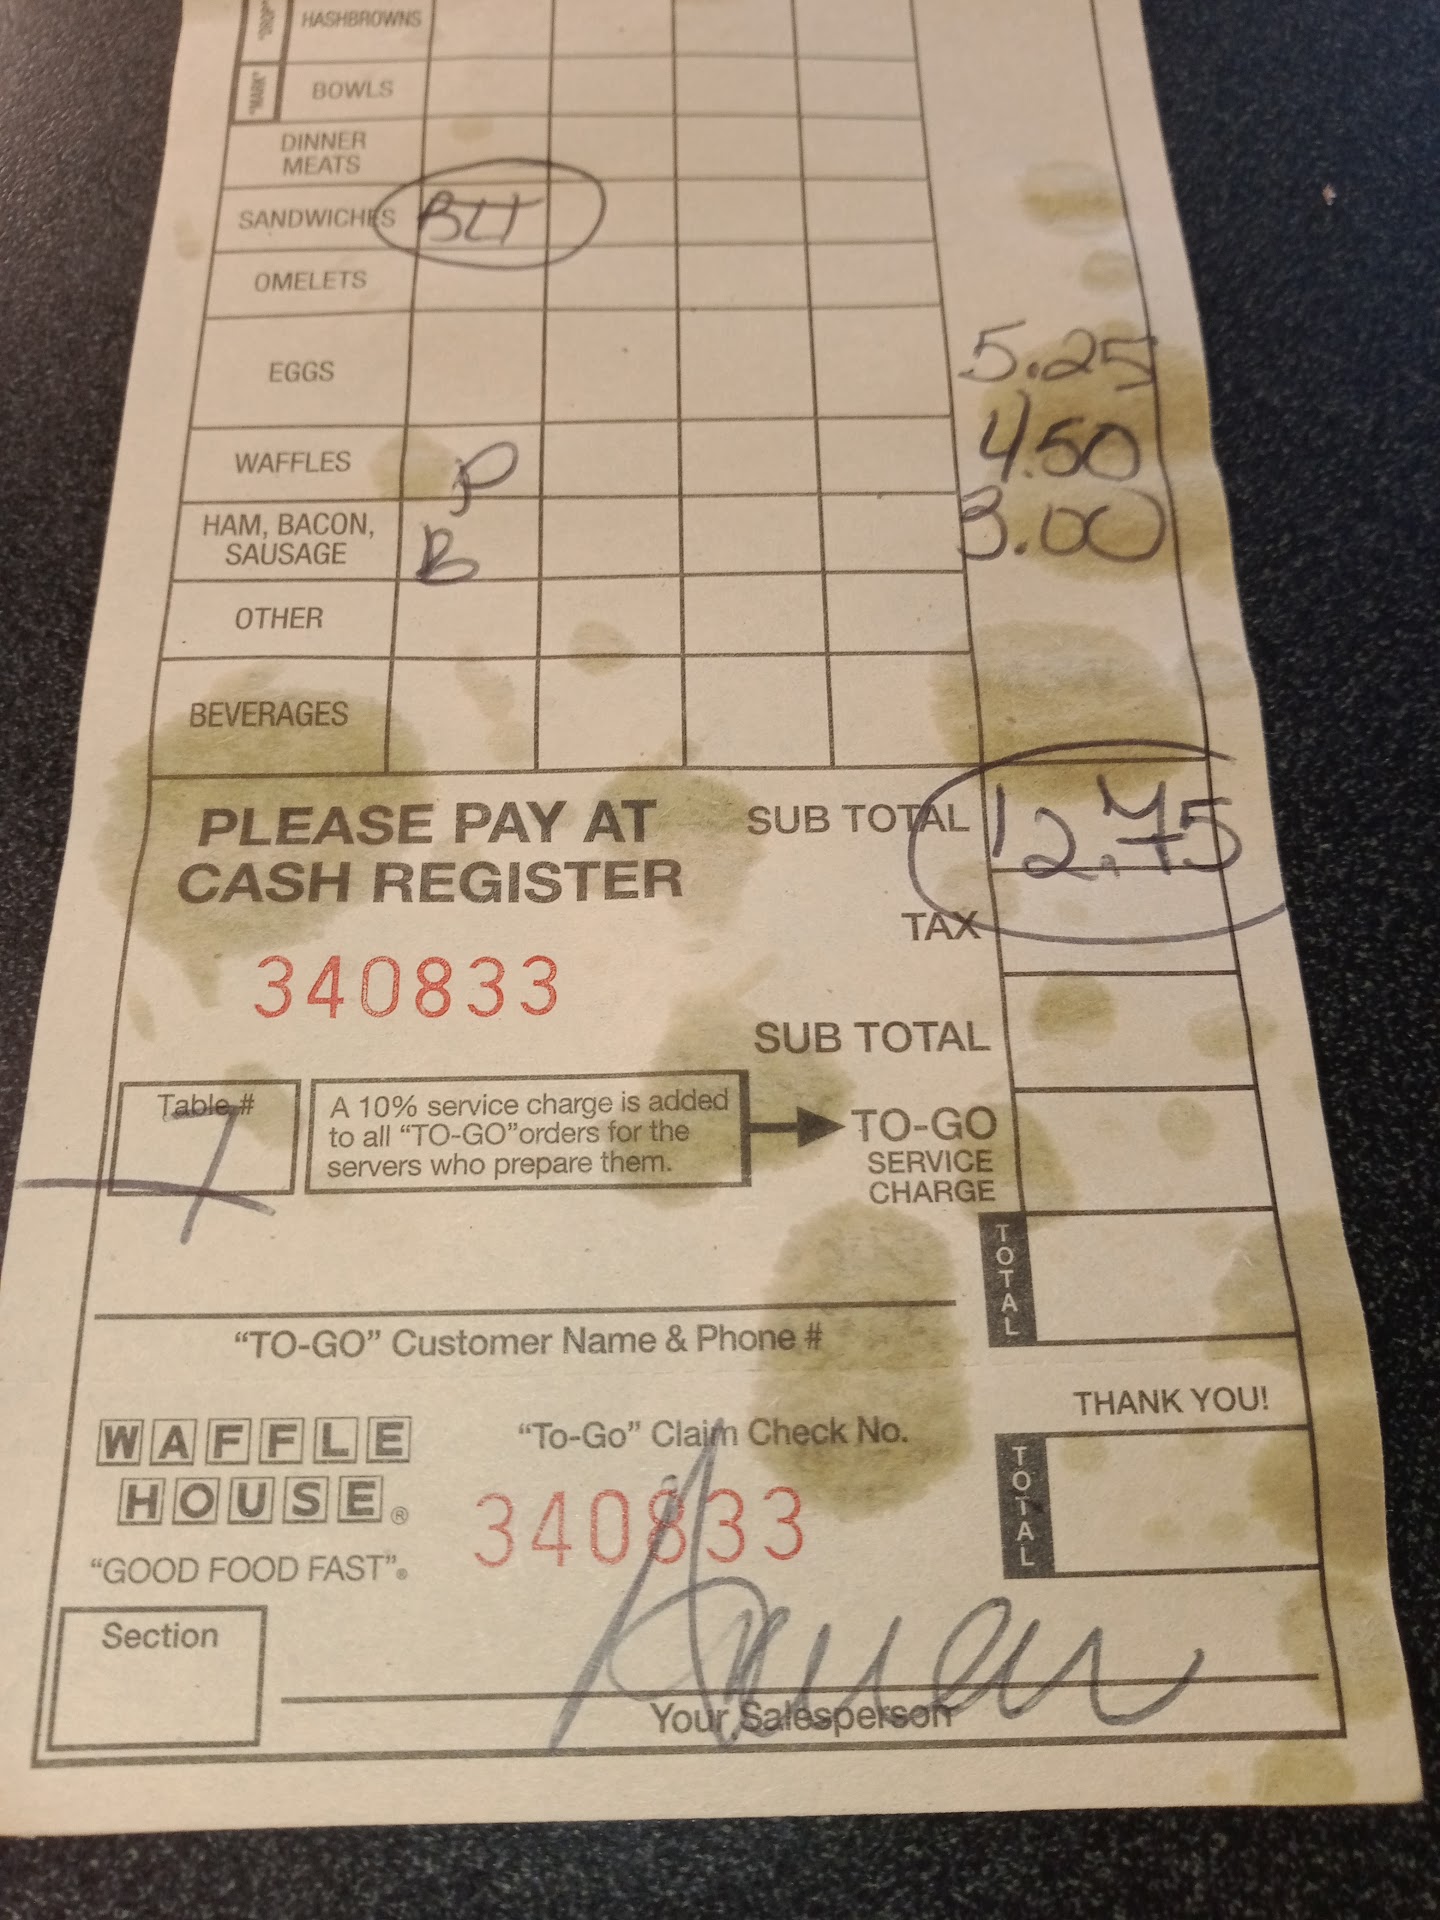 "DROP" HASHBROWNS
"MARK" BOWLS
DINNER
MEATS
SANDWICHES BLT
OMELETS
EGGS 5.25
WAFFLES P 4.50
HAM, BACON,
SAUSAGE B 3.00
OTHER
BEVERAGES
PLEASE PAY AT
CASH REGISTER
SUB TOTAL 12.75
TAX
340833
SUB TOTAL
Table #
7
A 10% service charge is added
to all "TO-GO"orders for the
servers who prepare them.
TO-GO
SERVICE
CHARGE
TOTAL
"TO-GO" Customer Name & Phone #
THANK YOU!
WAFFLE
HOUSE®
"GOOD FOOD FAST"®
"To-Go" Claim Check No.
340833
TOTAL
Section
Your Salesperson